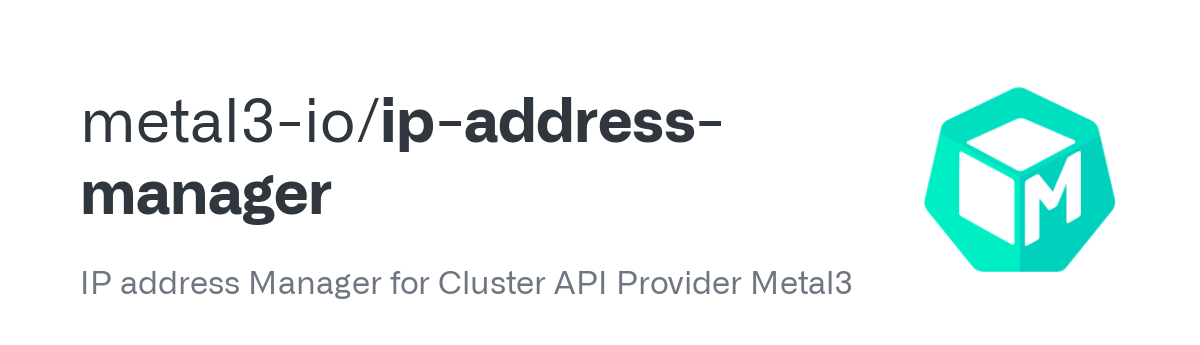 metal3-io/ip-address-
manager
IP address Manager for Cluster API Provider Metal3
M